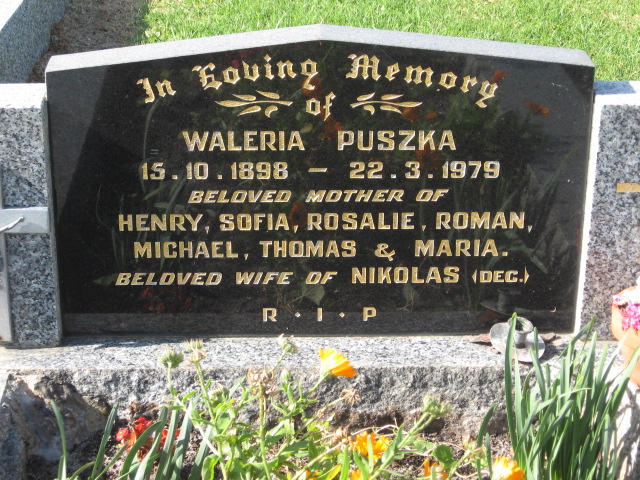 In Loving Memory
of
WALERIA PUSZKA
15.10.1898 - 22.3.1979
BELOVED MOTHER OF
HENRY, SOFIA, ROSALIE, ROMAN,
MICHAEL, THOMAS & MARIA.
BELOVED WIFE OF NIKOLAS (DEC.)
R·I·P